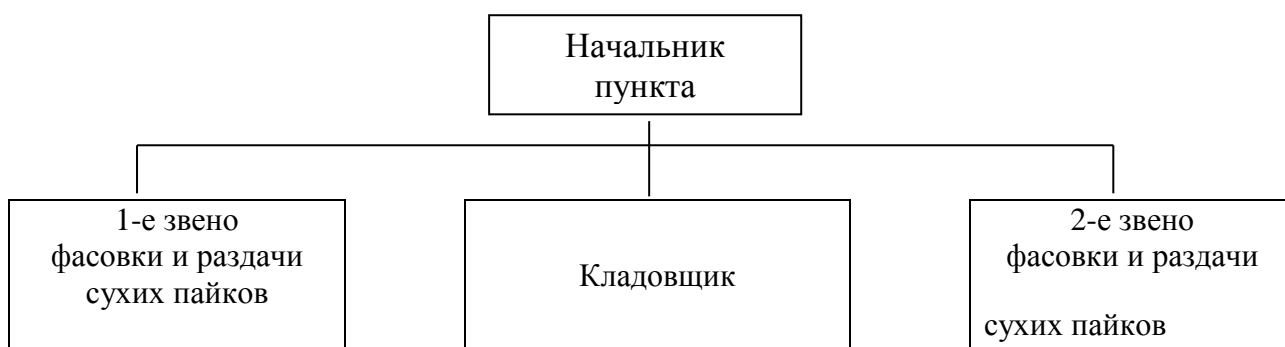 Начальник
пункта
1-е звено
фасовки и раздачи
сухих пайков
Кладовщик
2-е звено
фасовки и раздачи
сухих пайков